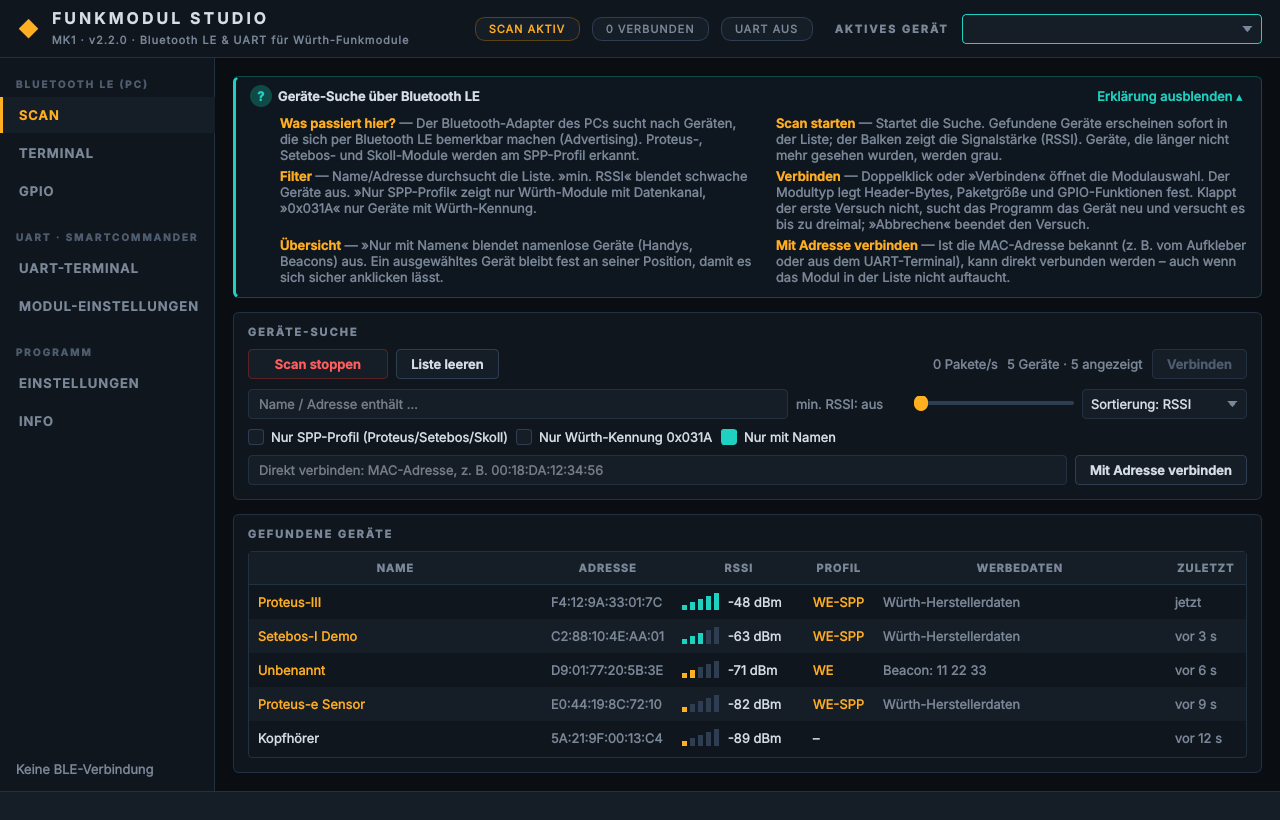 FUNKMODUL STUDIO
MK1 · v2.2.0 · Bluetooth LE & UART für Würth-Funkmodule
SCAN AKTIV
0 VERBUNDEN
UART AUS
AKTIVES GERÄT
BLUETOOTH LE (PC)
SCAN
TERMINAL
GPIO
UART · SMARTCOMMANDER
UART-TERMINAL
MODUL-EINSTELLUNGEN
PROGRAMM
EINSTELLUNGEN
INFO
Keine BLE-Verbindung
? Geräte-Suche über Bluetooth LE
Erklärung ausblenden ▴
Was passiert hier? — Der Bluetooth-Adapter des PCs sucht nach Geräten,
die sich per Bluetooth LE bemerkbar machen (Advertising). Proteus-,
Setebos- und Skoll-Module werden am SPP-Profil erkannt.
Scan starten — Startet die Suche. Gefundene Geräte erscheinen sofort in
der Liste; der Balken zeigt die Signalstärke (RSSI). Geräte, die länger nicht
mehr gesehen wurden, werden grau.
Filter — Name/Adresse durchsucht die Liste. »min. RSSI« blendet schwache
Geräte aus. »Nur SPP-Profil« zeigt nur Würth-Module mit Datenkanal,
»0x031A« nur Geräte mit Würth-Kennung.
Verbinden — Doppelklick oder »Verbinden« öffnet die Modulauswahl. Der
Modultyp legt Header-Bytes, Paketgröße und GPIO-Funktionen fest. Klappt
der erste Versuch nicht, sucht das Programm das Gerät neu und versucht es
bis zu dreimal; »Abbrechen« beendet den Versuch.
Übersicht — »Nur mit Namen« blendet namenlose Geräte (Handys,
Beacons) aus. Ein ausgewähltes Gerät bleibt fest an seiner Position, damit es
sich sicher anklicken lässt.
Mit Adresse verbinden — Ist die MAC-Adresse bekannt (z. B. vom Aufkleber
oder aus dem UART-Terminal), kann direkt verbunden werden – auch wenn
das Modul in der Liste nicht auftaucht.
GERÄTE-SUCHE
Scan stoppen
Liste leeren
0 Pakete/s
5 Geräte · 5 angezeigt
Verbinden
Name / Adresse enthält ...
min. RSSI: aus
Sortierung: RSSI
Nur SPP-Profil (Proteus/Setebos/Skoll)
Nur Würth-Kennung 0x031A
Nur mit Namen
Direkt verbinden: MAC-Adresse, z. B. 00:18:DA:12:34:56
Mit Adresse verbinden
GEFUNDENE GERÄTE
NAME ADRESSE RSSI PROFIL WERBEDATEN ZULETZT
Proteus-III F4:12:9A:33:01:7C -48 dBm WE-SPP Würth-Herstellerdaten jetzt
Setebos-I Demo C2:88:10:4E:AA:01 -63 dBm WE-SPP Würth-Herstellerdaten vor 3 s
Unbenannt D9:01:77:20:5B:3E -71 dBm WE Beacon: 11 22 33 vor 6 s
Proteus-e Sensor E0:44:19:8C:72:10 -82 dBm WE-SPP Würth-Herstellerdaten vor 9 s
Kopfhörer 5A:21:9F:00:13:C4 -89 dBm – vor 12 s